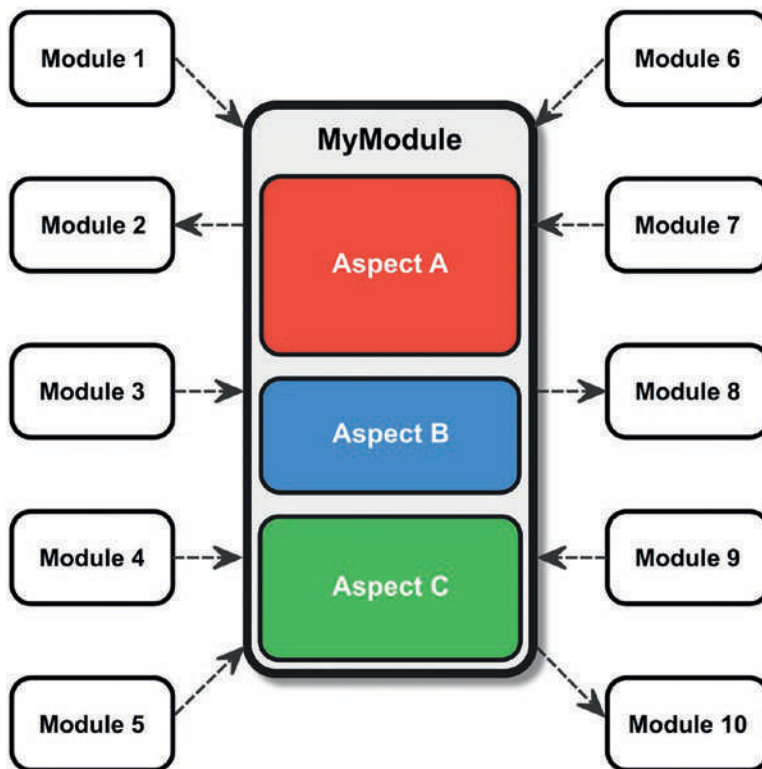 Module 1
Module 6
MyModule
Module 2
Aspect A
Module 7
Module 3
Aspect B
Module 8
Module 4
Aspect C
Module 9
Module 5
Module 10